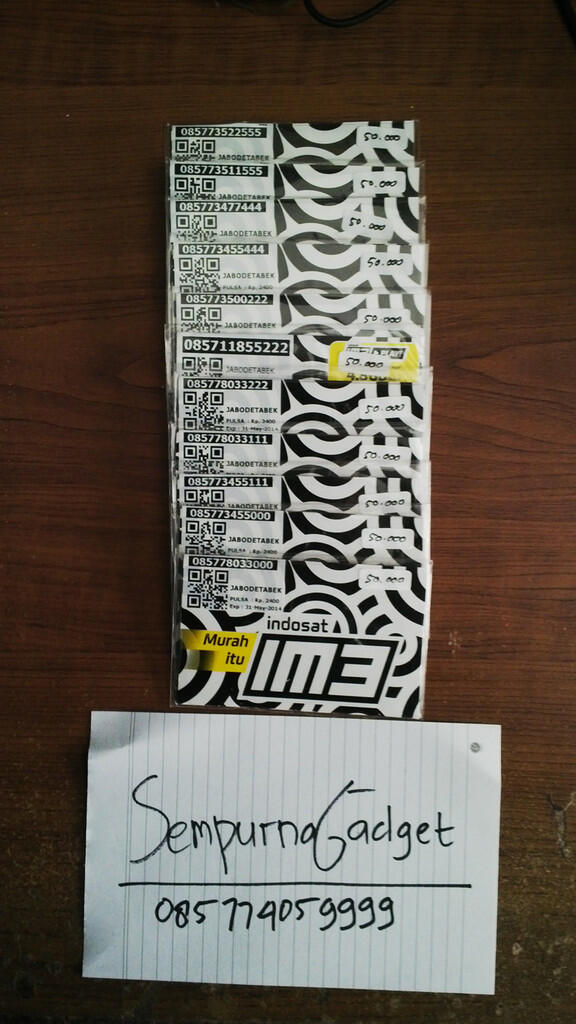 085773522555
50.000
JABODETABEK
085773511555
50.000
085773477444
50.000
JABODETABEK
085773455444
50.000
JABODETABEK
PULSA : Rp. 2400
085773500222
50.000
JABODETABEK
085711855222
50.000
JABODETABEK
085778033222
50.000
JABODETABEK
PULSA : Rp. 2400
Exp : 31-May-2014
085778033111
50.000
JABODETABEK
085773455111
50.000
JABODETABEK
085773455000
50.000
JABODETABEK
PULSA : Rp. 2400
085778033000
50.000
JABODETABEK
PULSA : Rp. 2400
Exp : 31-May-2014
indosat
Murah
itu
IM3
Sempurna Gadget
085774059999